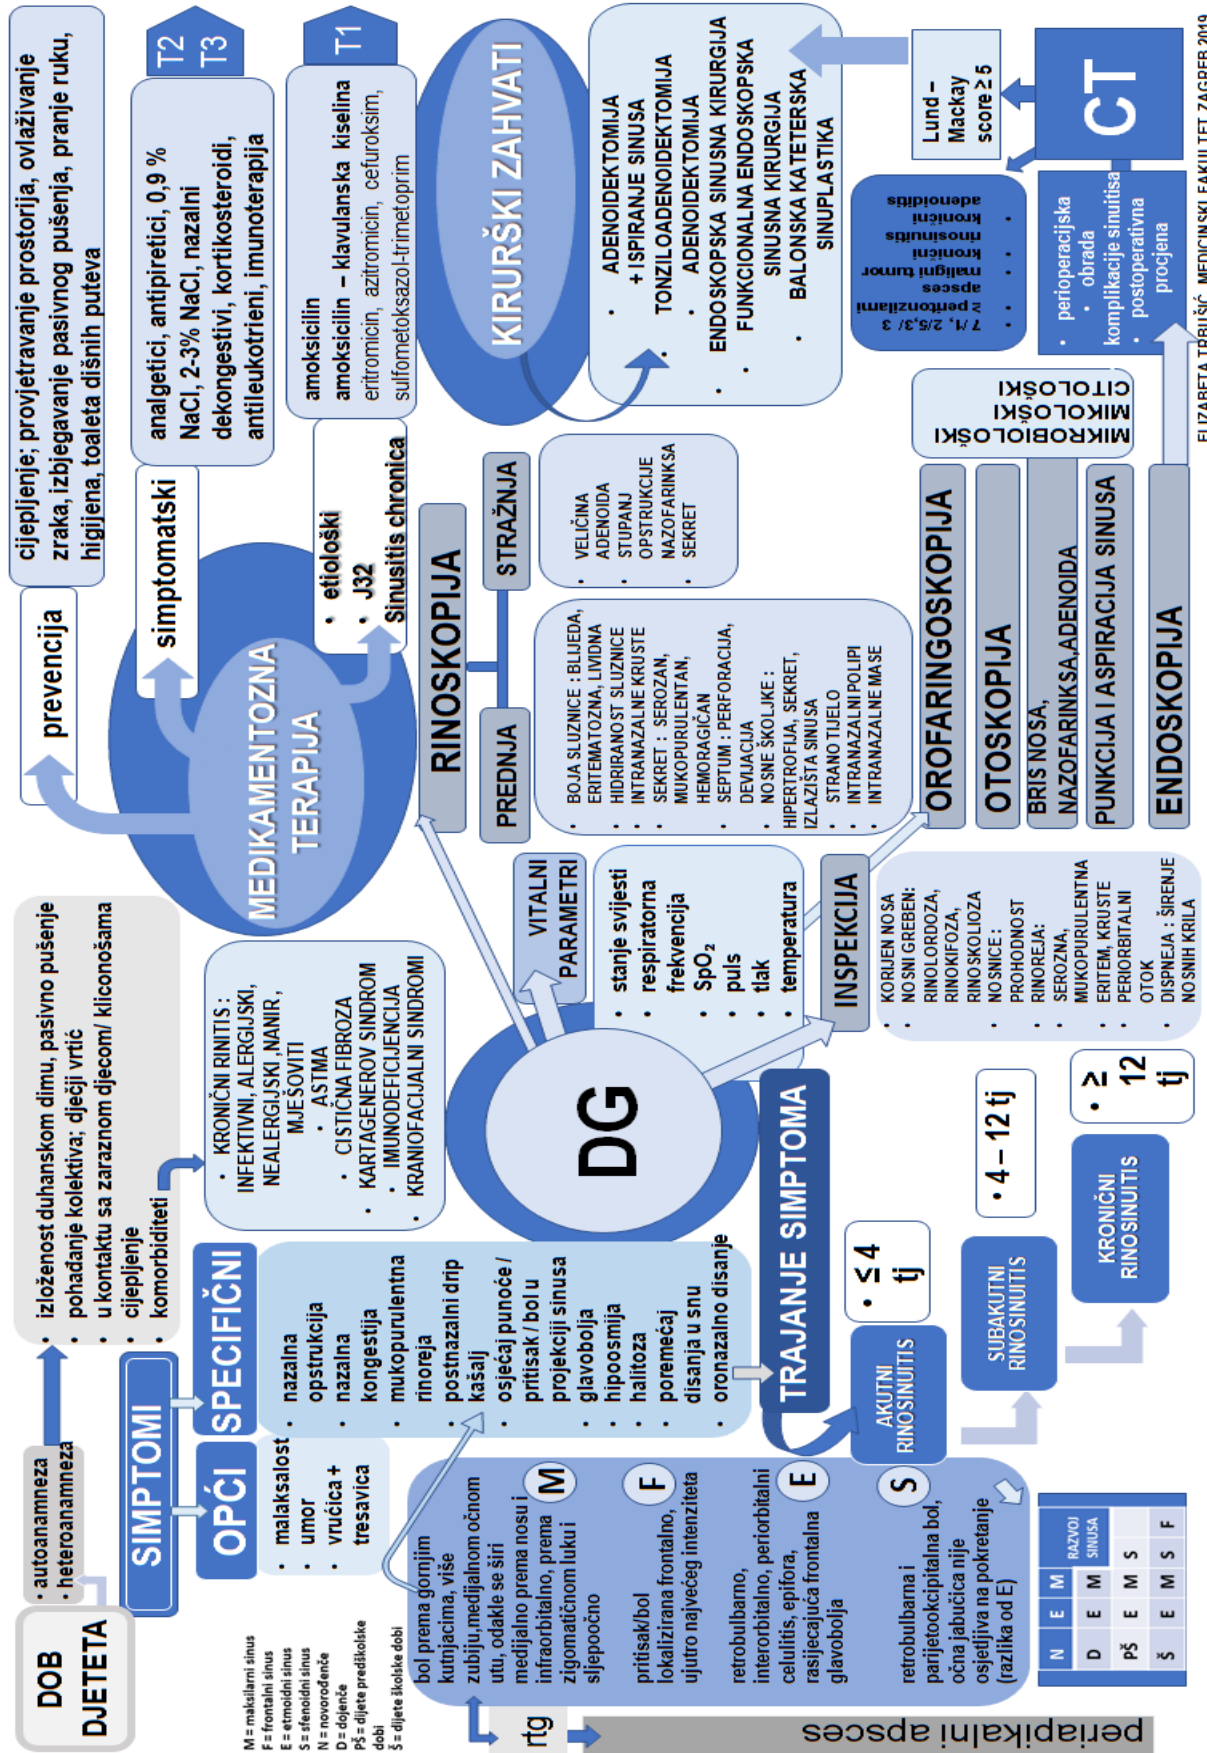 DOB
DJETETA
• autoanamneza
• heteroanamneza
• izloženost duhanskom dimu, pasivno pušenje
• pohađanje kolektiva; dječji vrtić
• u kontaktu sa zaraznom djecom/ kliconošama
• cijepljenje
• komorbiditeti
• KRONIČNI RINITIS :
INFEKTIVNI, ALERGIJSKI,
NEALERGIJSKI ,NANIR ,
MJEŠOVITI
• ASTMA
• CISTIČNA FIBROZA
• KARTAGENEROV SINDROM
• IMUNODEFICIJENCIJA
• KRANIOFACIJALNI SINDROMI
SIMPTOMI
OPĆI
SPECIFIČNI
• malaksalost
• umor
• vrućica +
tresavica
• nazalna
opstrukcija
• nazalna
kongestija
• mukopurulentna
rinoreja
• postnazalni drip
• kašalj
• osjećaj punoće /
pritisak / bol u
projekciji sinusa
• glavobolja
• hipoosmija
• halitoza
• poremećaj
disanja u snu
• oronazalno disanje
M = maksilarni sinus
F = frontalni sinus
E = etmoidni sinus
S = sfenoidni sinus
N = novorođenče
D = dojenče
PŠ = dijete predškolske
dobi
Š = dijete školske dobi
bol prema gornjim
kutnjacima, više
zubiju,medijalnom očnom
utu, odakle se širi
medijalno prema nosu i
infraorbitalno, prema
zigomatičnom luku i
sljepoočno
M
pritisak/bol
lokalizirana frontalno,
ujutro najvećeg intenziteta
F
retrobulbarno,
interorbitalno, periorbitalni
celulitis, epifora,
rasijecajuća frontalna
glavobolja
E
retrobulbarna i
parijetookcipitalna bol,
očna jabučica nije
osjetljiva na pokretanje
(razlika od E)
S
rtg
periapikalni apsces
N E M RAZVOJ
SINUSA
D E M
PŠ E M S
Š E M S F
TRAJANJE SIMPTOMA
AKUTNI
RINOSINUITIS
• ≤ 4
tj
SUBAKUTNI
RINOSINUITIS
• 4 – 12 tj
KRONIČNI
RINOSINUITIS
• ≥
12
tj
DG
VITALNI
PARAMETRI
• stanje svijesti
• respiratorna
frekvencija
• SpO2
• puls
• tlak
• temperatura
INSPEKCIJA
• KORIJEN NOSA
• NOSNI GREBEN:
RINOLORDOZA,
RINOKIFOZA,
RINOSKOLIOZA
• NOSNICE :
PROHODNOST
• RINOREJA:
SEROZNA,
MUKOPURULENTNA
• ERITEM, KRUSTE
• PERIORBITALNI
OTOK
• DISPNEJA : ŠIRENJE
NOSNIH KRILA
MEDIKAMENTOZNA
TERAPIJA
prevencija
cijepljenje; provjetravanje prostorija, ovlaživanje
zraka, izbjegavanje pasivnog pušenja, pranje ruku,
higijena, toaleta dišnih puteva
simptomatski
analgetici, antipiretici, 0,9 %
NaCl, 2-3% NaCl, nazalni
dekongestivi, kortikosteroidi,
antileukotrieni, imunoterapija
T2
T3
• etiološki
• J32
Sinusitis chronica
amoksicilin
amoksicilin – klavulanska kiselina
eritromicin, azitromicin, cefuroksim,
sulfometoksazol-trimetoprim
T1
RINOSKOPIJA
PREDNJA
STRAŽNJA
• BOJA SLUZNICE : BLIJEDA,
ERITEMATOZNA, LIVIDNA
• HIDRIRANOST SLUZNICE
• INTRANAZALNE KRUSTE
• SEKRET : SEROZAN,
MUKOPURULENTAN,
HEMORAGIČAN
• SEPTUM : PERFORACIJA,
DEVIJACIJA
• NOSNE ŠKOLJKE :
HIPERTROFIJA, SEKRET,
IZLAZIŠTA SINUSA
• STRANO TIJELO
• INTRANAZALNI POLIPI
• INTRANAZALNE MASE
• VELIČINA
ADENOIDA
• STUPANJ
OPSTRUKCIJE
NAZOFARINKSA
• SEKRET
KIRURŠKI ZAHVATI
• ADENOIDEKTOMIJA
+ ISPIRANJE SINUSA
• TONZILOADENOIDEKTOMIJA
• ADENOIDEKTOMIJA
• ENDOSKOPSKA SINUSNA KIRURGIJA
• FUNKCIONALNA ENDOSKOPSKA
SINUSNA KIRURGIJA
• BALONSKA KATETERSKA
SINUPLASTIKA
OROFARINGOSKOPIJA
OTOSKOPIJA
BRIS NOSA,
NAZOFARINKSA,ADENOIDA
PUNKCIJA I ASPIRACIJA SINUSA
ENDOSKOPIJA
MIKROBIOLOŠKI
MIKOLOŠKI
CITOLOŠKI
• 7 /1, 2/5,3/ 3
• peritonzilarni
apsces
• maligni tumor
• kronični
rinosinuitis
• kronični
adenoiditis
• perioperacijska
obrada
• komplikacije sinuitisa
• postoperativna
procjena
CT
Lund –
Mackay
score ≥ 5
ELIZABETA TRBUŠIĆ, MEDICINSKI FAKULTET ZAGREB 2019